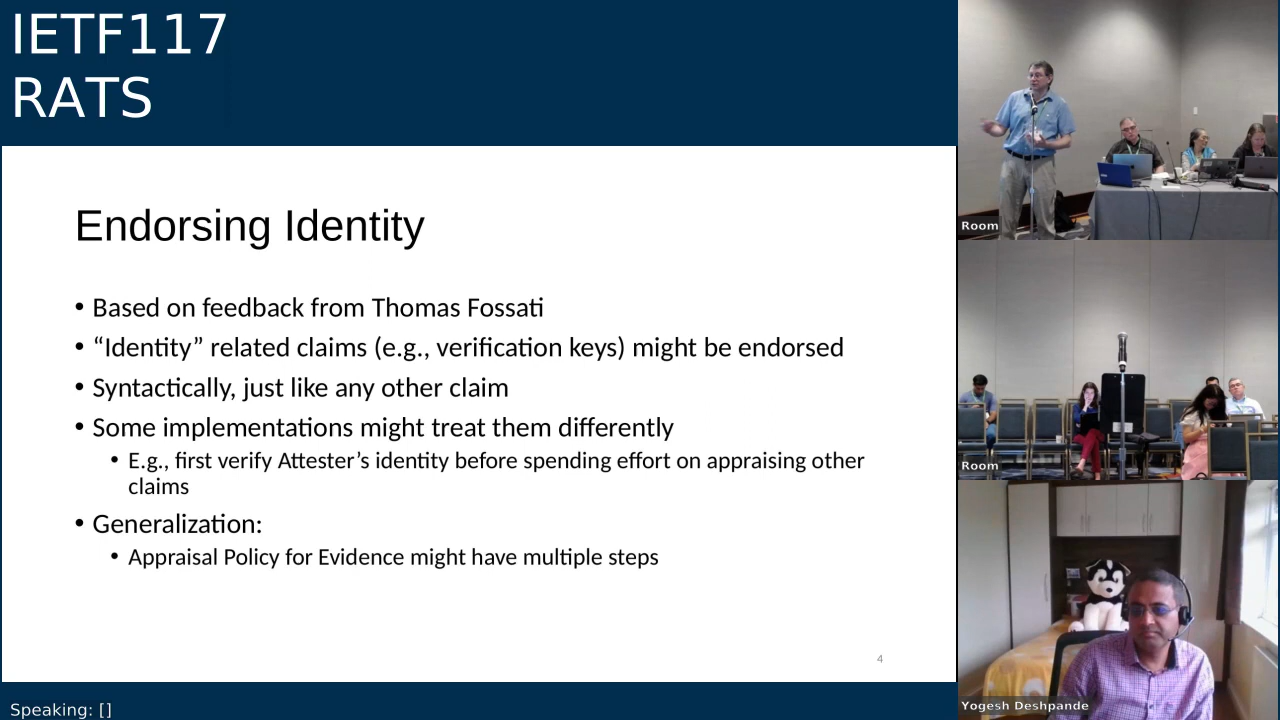 IETF117
RATS
Endorsing Identity
• Based on feedback from Thomas Fossati
• “Identity” related claims (e.g., verification keys) might be endorsed
• Syntactically, just like any other claim
• Some implementations might treat them differently
• E.g., first verify Attester’s identity before spending effort on appraising other
claims
• Generalization:
• Appraisal Policy for Evidence might have multiple steps
4
Speaking: []
Room
Room
Yogesh Deshpande